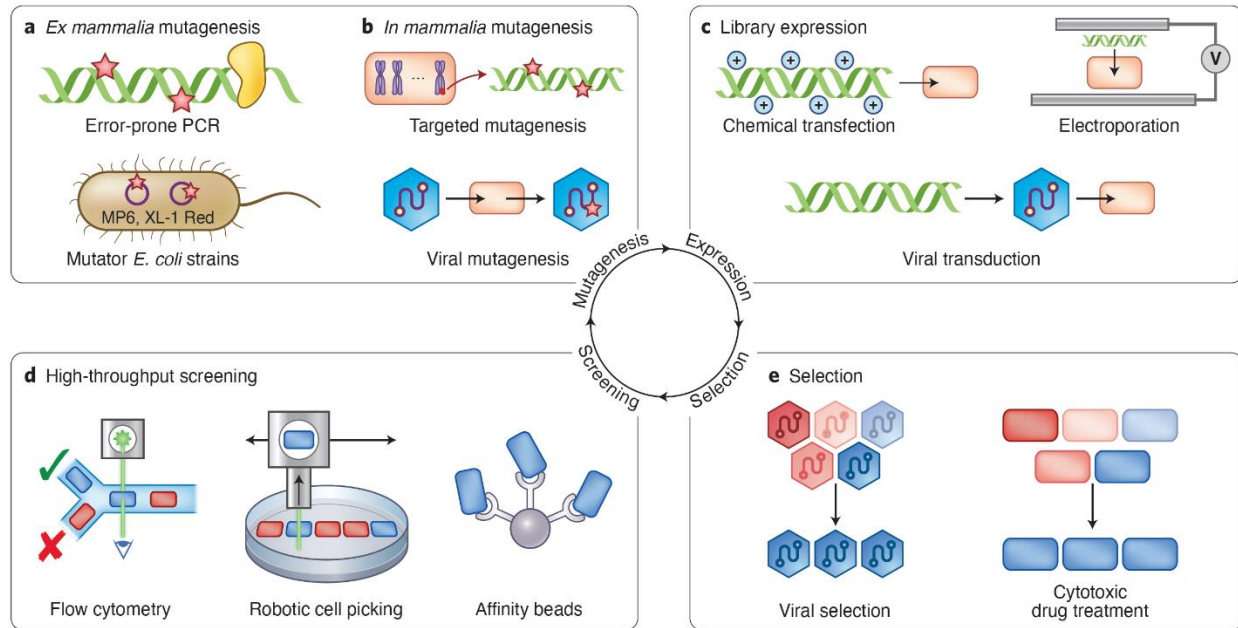 a Ex mammalia mutagenesis
Error-prone PCR
MP6, XL-1 Red
Mutator E. coli strains
b In mammalia mutagenesis
...
Targeted mutagenesis
Viral mutagenesis
c Library expression
+ + +
+ + +
Chemical transfection
V
Electroporation
Viral transduction
Mutagenesis
Expression
Selection
Screening
d High-throughput screening
Flow cytometry
Robotic cell picking
Affinity beads
e Selection
Viral selection
Cytotoxic
drug treatment